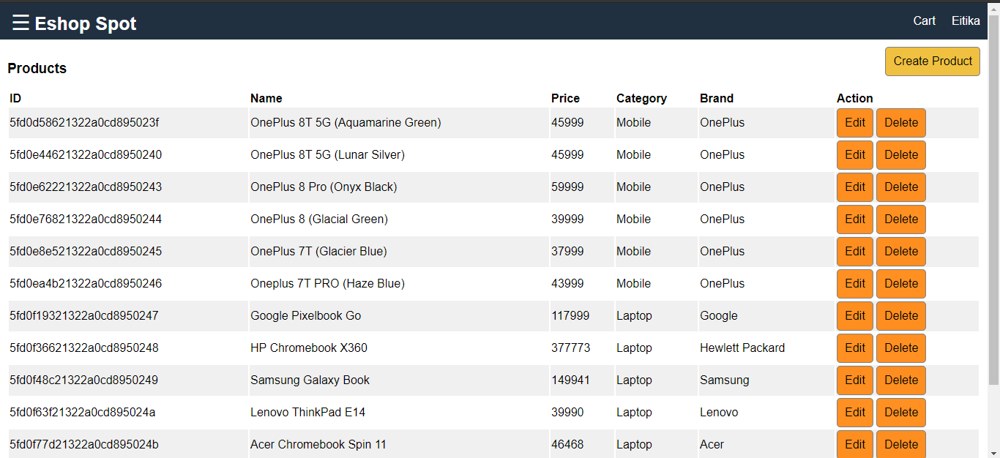 ☰ Eshop Spot Cart Eitika
Create Product
Products
ID Name Price Category Brand Action
5fd0d58621322a0cd895023f OnePlus 8T 5G (Aquamarine Green) 45999 Mobile OnePlus Edit Delete
5fd0e44621322a0cd8950240 OnePlus 8T 5G (Lunar Silver) 45999 Mobile OnePlus Edit Delete
5fd0e62221322a0cd8950243 OnePlus 8 Pro (Onyx Black) 59999 Mobile OnePlus Edit Delete
5fd0e76821322a0cd8950244 OnePlus 8 (Glacial Green) 39999 Mobile OnePlus Edit Delete
5fd0e8e521322a0cd8950245 OnePlus 7T (Glacier Blue) 37999 Mobile OnePlus Edit Delete
5fd0ea4b21322a0cd8950246 Oneplus 7T PRO (Haze Blue) 43999 Mobile OnePlus Edit Delete
5fd0f19321322a0cd8950247 Google Pixelbook Go 117999 Laptop Google Edit Delete
5fd0f36621322a0cd8950248 HP Chromebook X360 377773 Laptop Hewlett Packard Edit Delete
5fd0f48c21322a0cd8950249 Samsung Galaxy Book 149941 Laptop Samsung Edit Delete
5fd0f63f21322a0cd895024a Lenovo ThinkPad E14 39990 Laptop Lenovo Edit Delete
5fd0f77d21322a0cd895024b Acer Chromebook Spin 11 46468 Laptop Acer Edit Delete